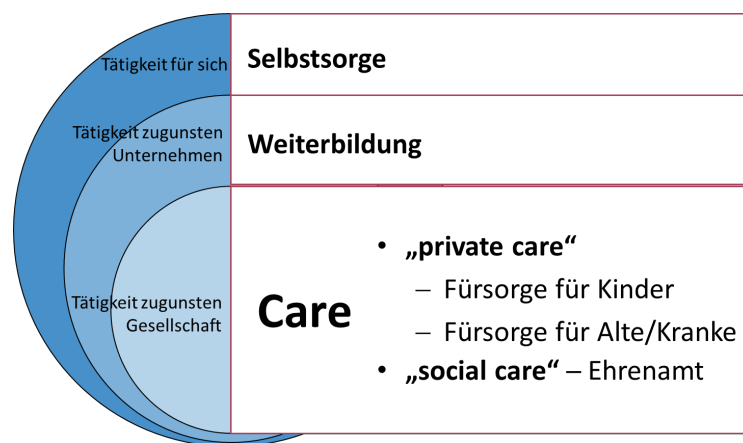 Tätigkeit für sich
Selbstsorge
Tätigkeit zugunsten
Unternehmen
Weiterbildung
Tätigkeit zugunsten
Gesellschaft
Care
• „private care“
– Fürsorge für Kinder
– Fürsorge für Alte/Kranke
• „social care“ – Ehrenamt